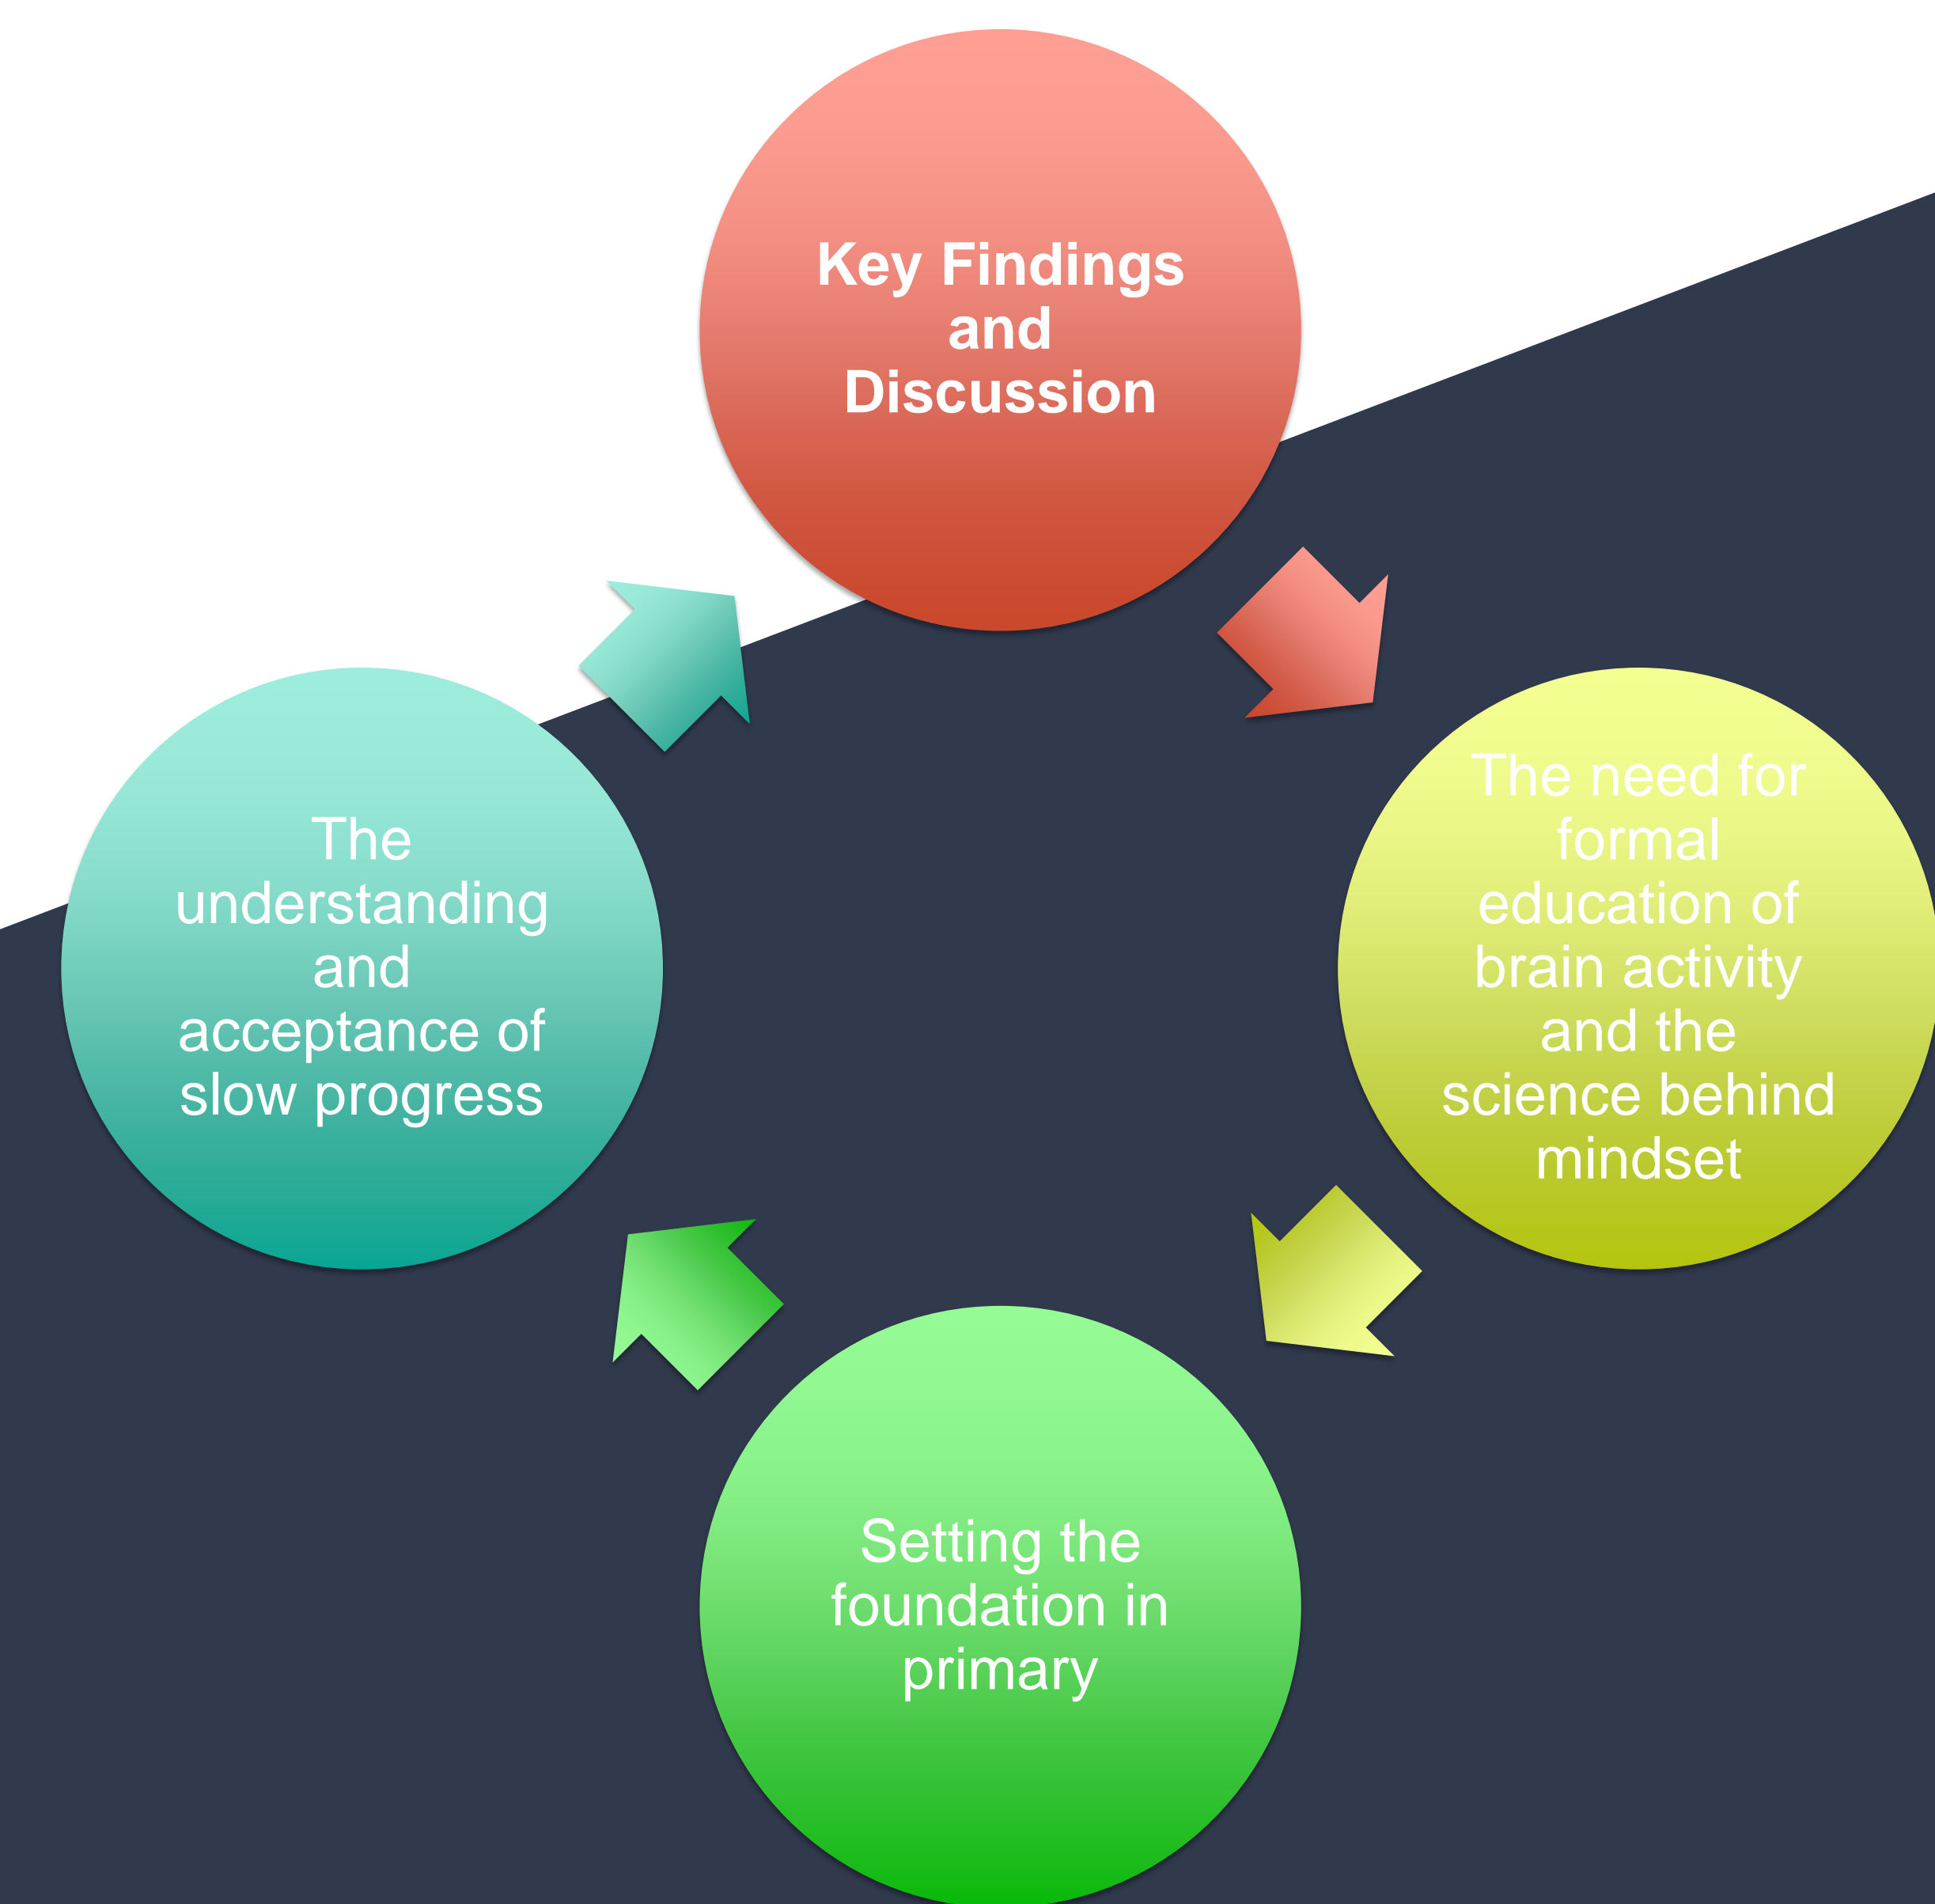 Key Findings
and
Discussion
The need for
formal
education of
brain activity
and the
science behind
mindset
Setting the
foundation in
primary
The
understanding
and
acceptance of
slow progress